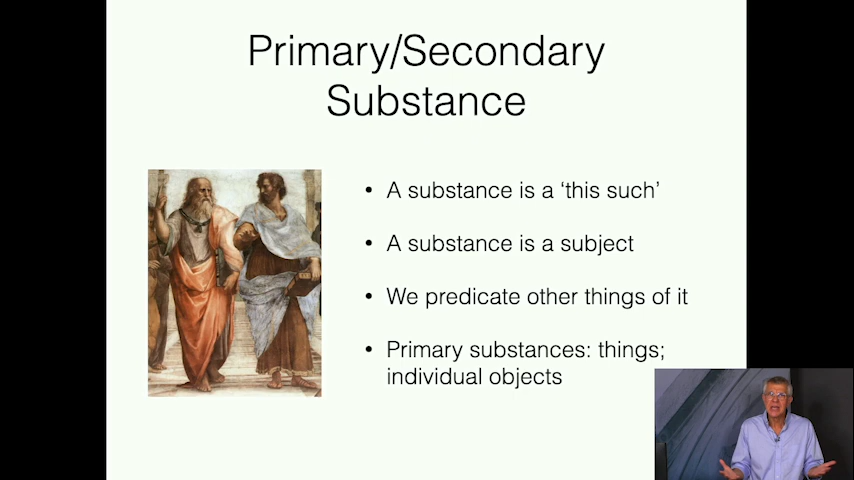 Primary/Secondary
Substance
• A substance is a ‘this such’
• A substance is a subject
• We predicate other things of it
• Primary substances: things;
individual objects